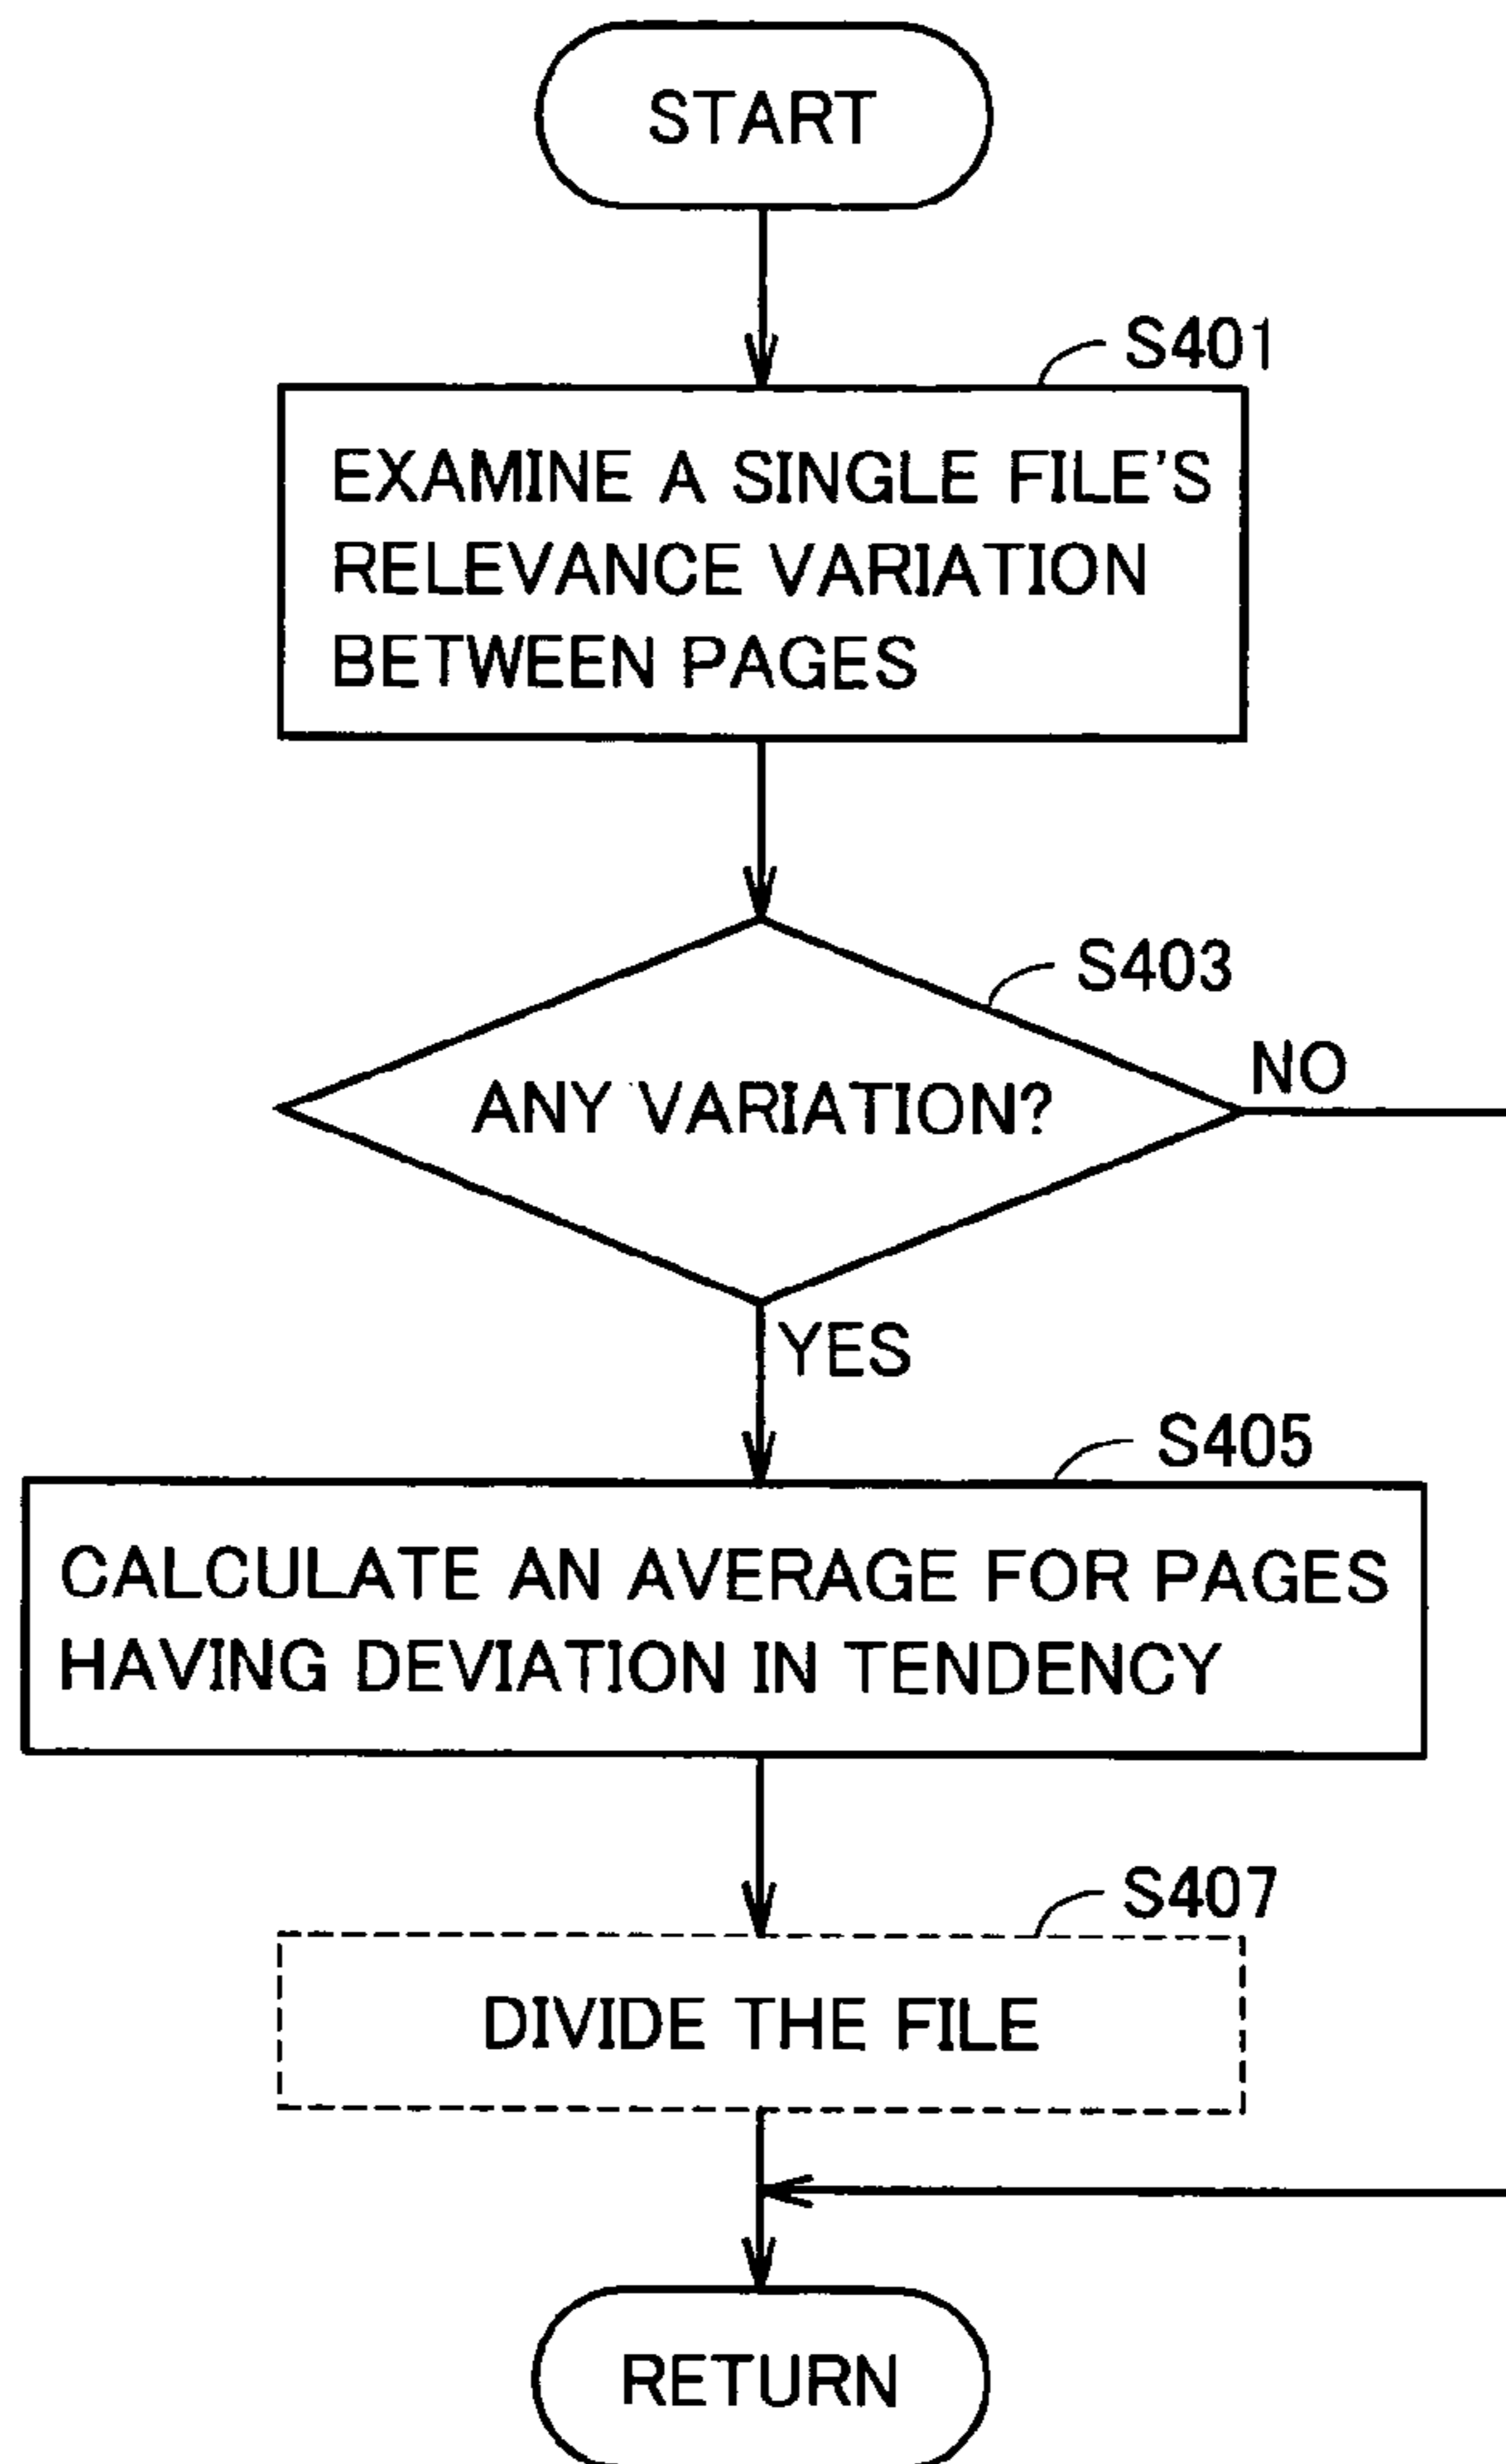 START
S401
EXAMINE A SINGLE FILE'S
RELEVANCE VARIATION
BETWEEN PAGES
S403
ANY VARIATION?
NO
YES
S405
CALCULATE AN AVERAGE FOR PAGES
HAVING DEVIATION IN TENDENCY
S407
DIVIDE THE FILE
RETURN